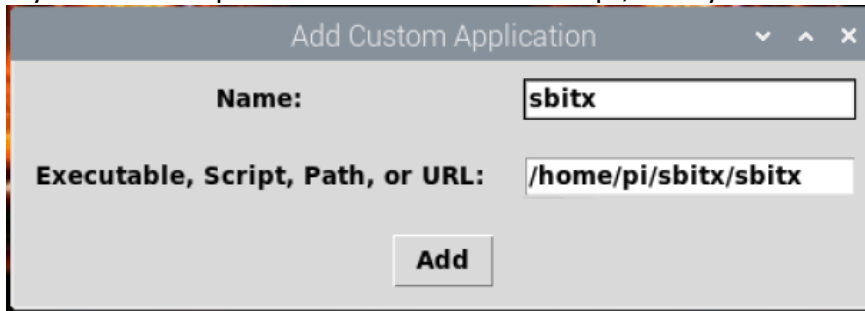 Add Custom Application
Name: sbitx
Executable, Script, Path, or URL: /home/pi/sbitx/sbitx
Add